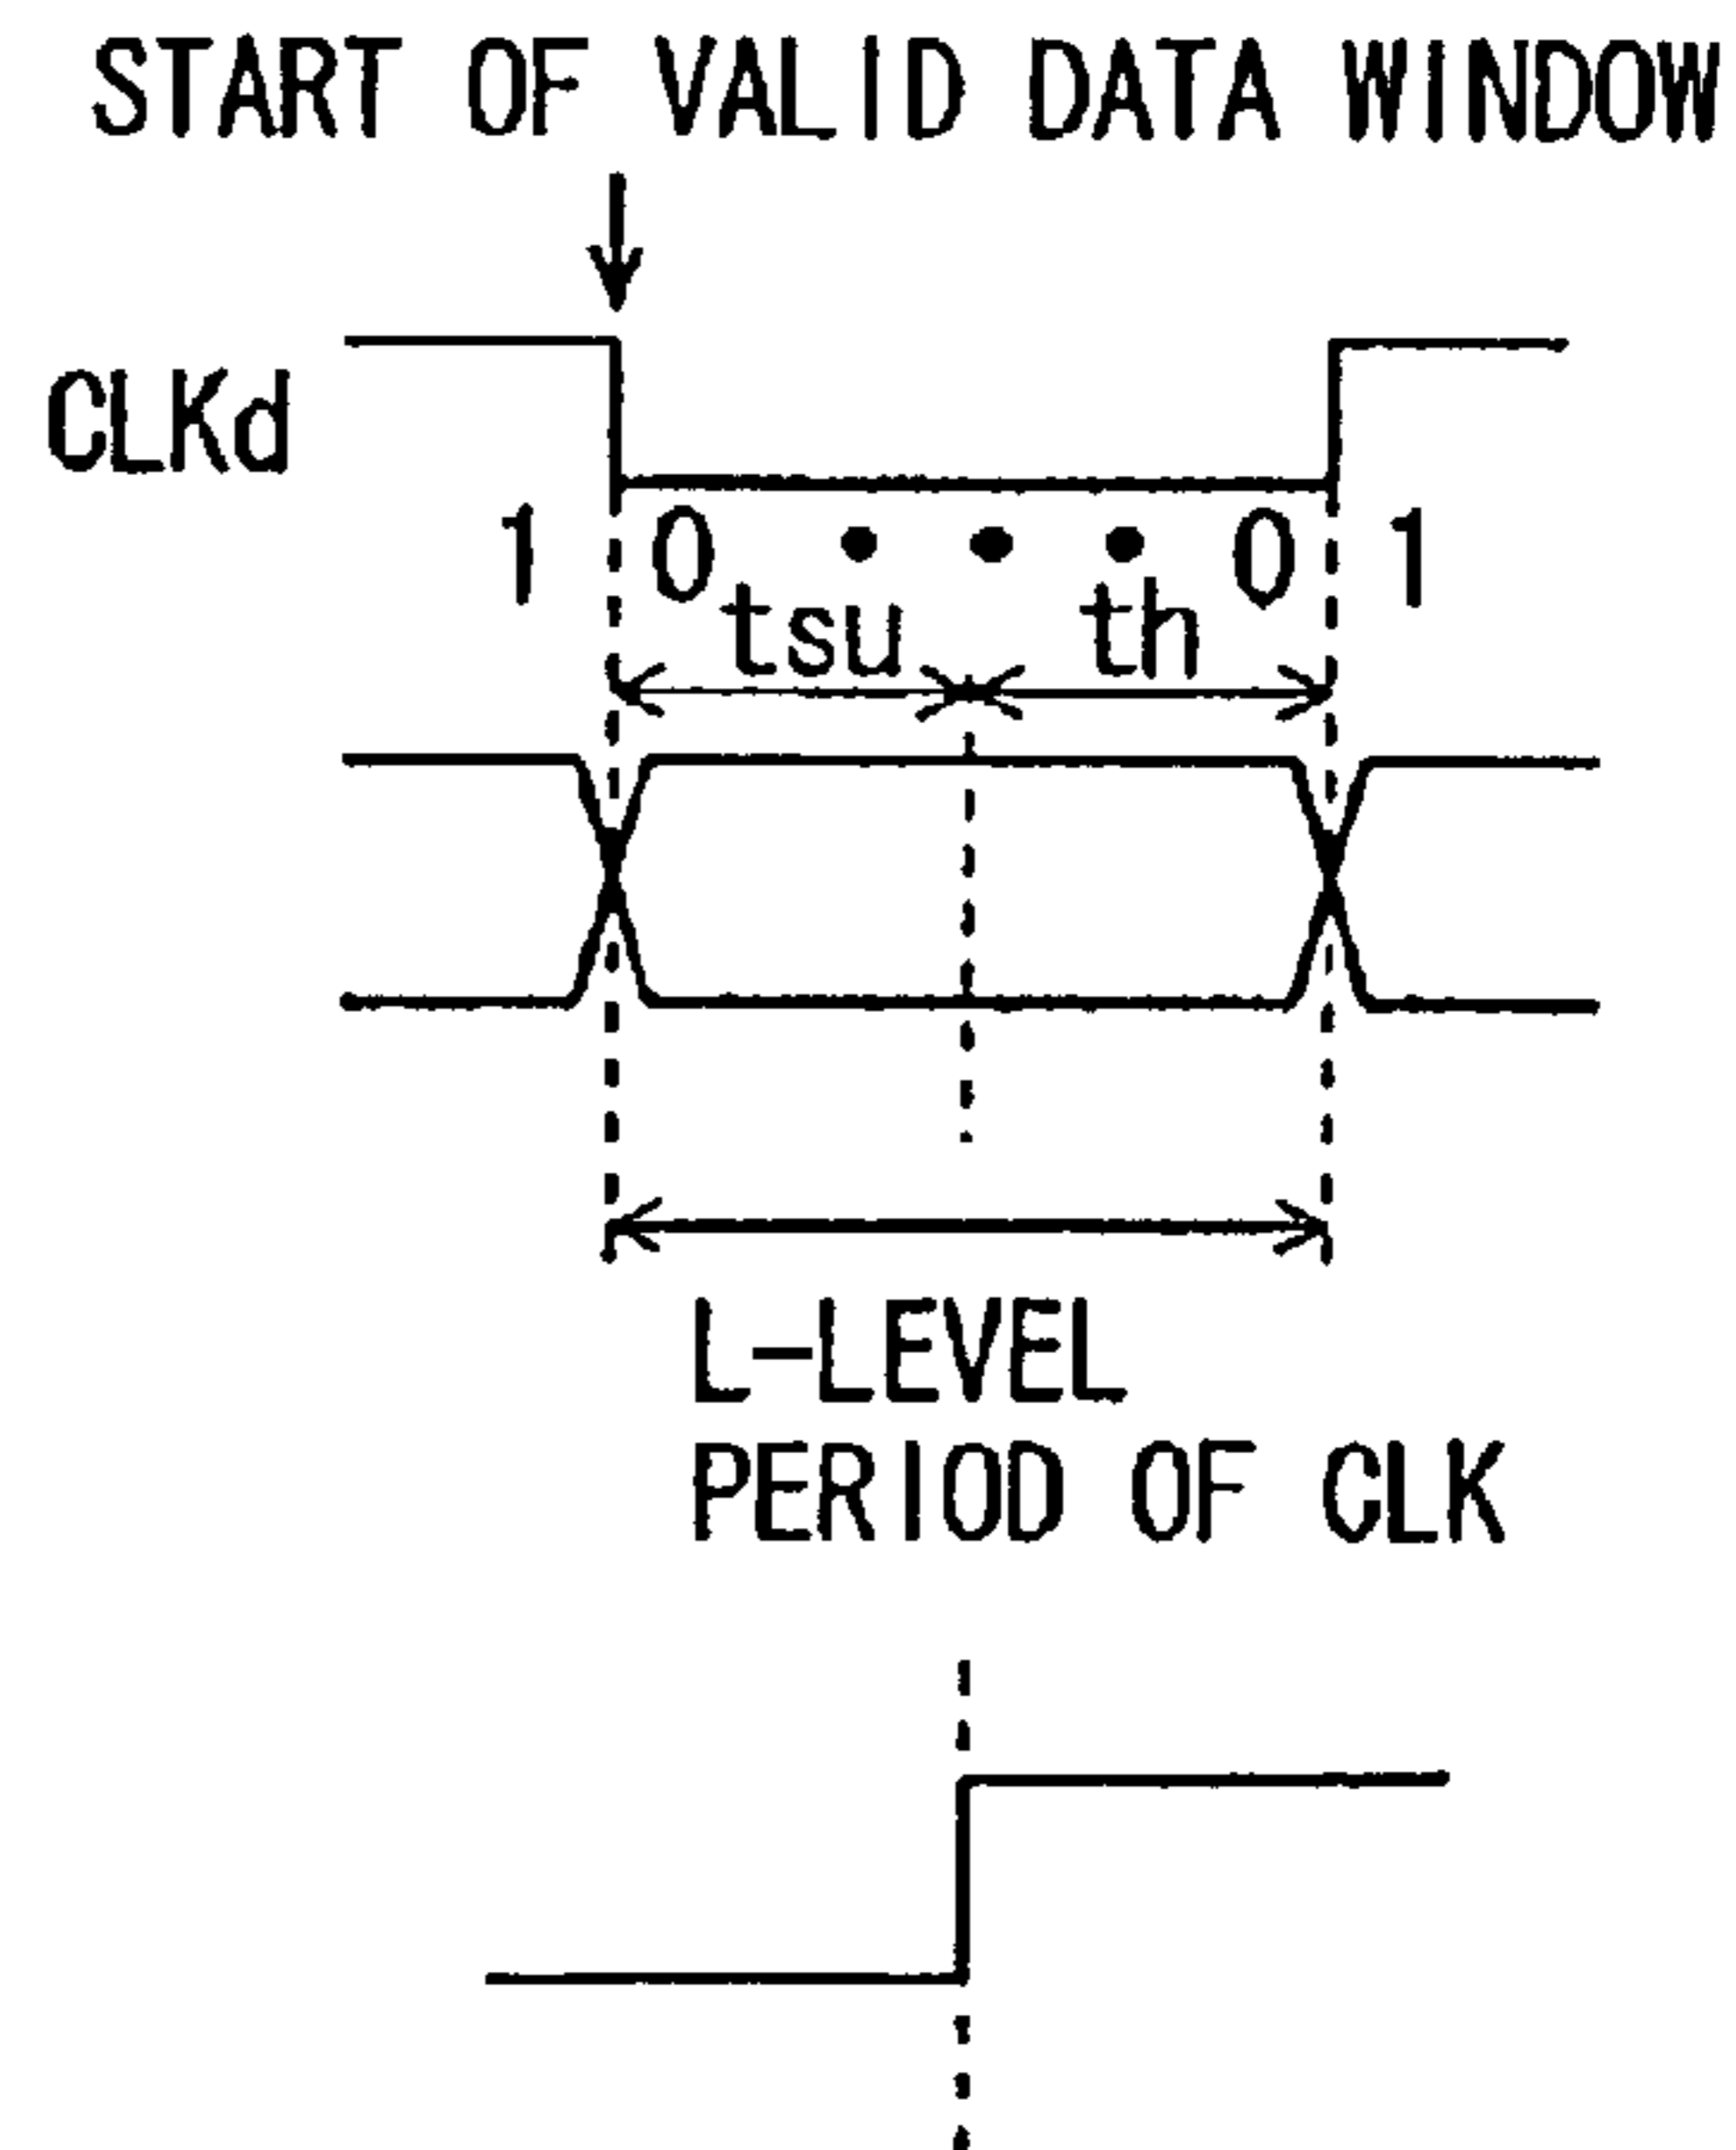 START OF VALID DATA WINDOW
CLKd
1 0 • • • 0 1
tsu th
L-LEVEL
PERIOD OF CLK